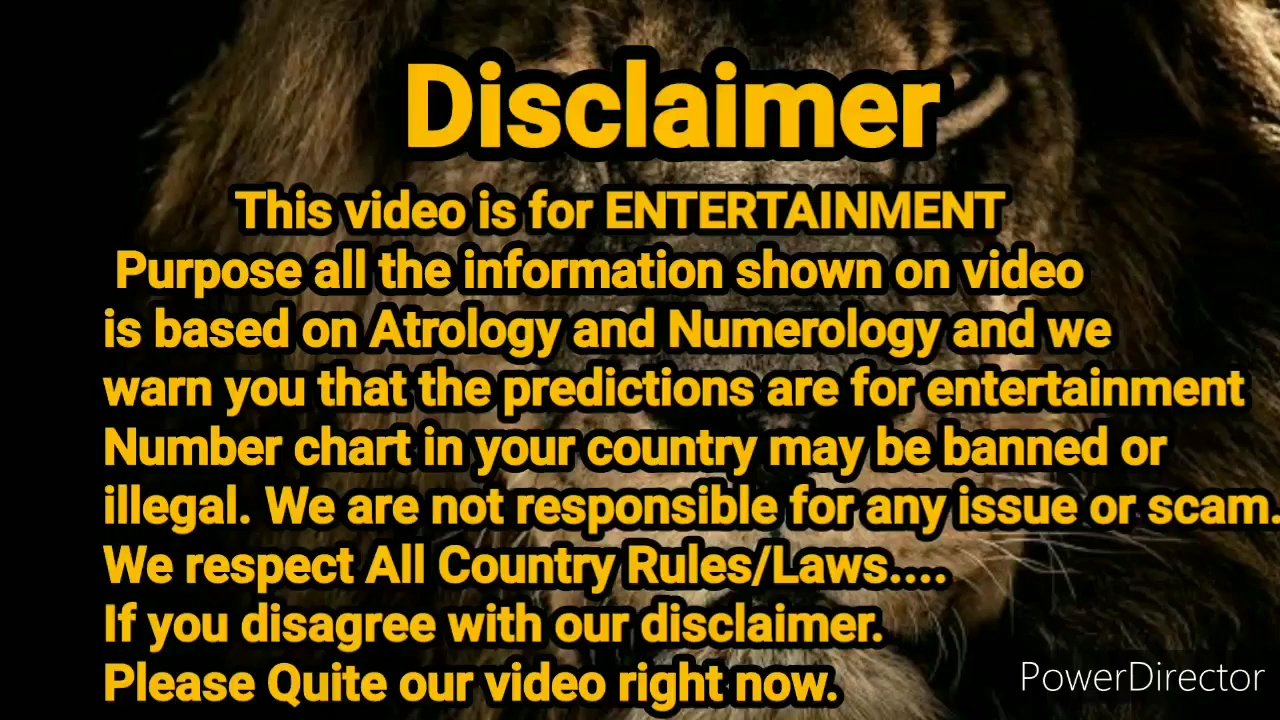 Disclaimer
This video is for ENTERTAINMENT
Purpose all the information shown on video
is based on Atrology and Numerology and we
warn you that the predictions are for entertainment
Number chart in your country may be banned or
illegal. We are not responsible for any issue or scam.
We respect All Country Rules/Laws....
If you disagree with our disclaimer.
Please Quite our video right now.
PowerDirector